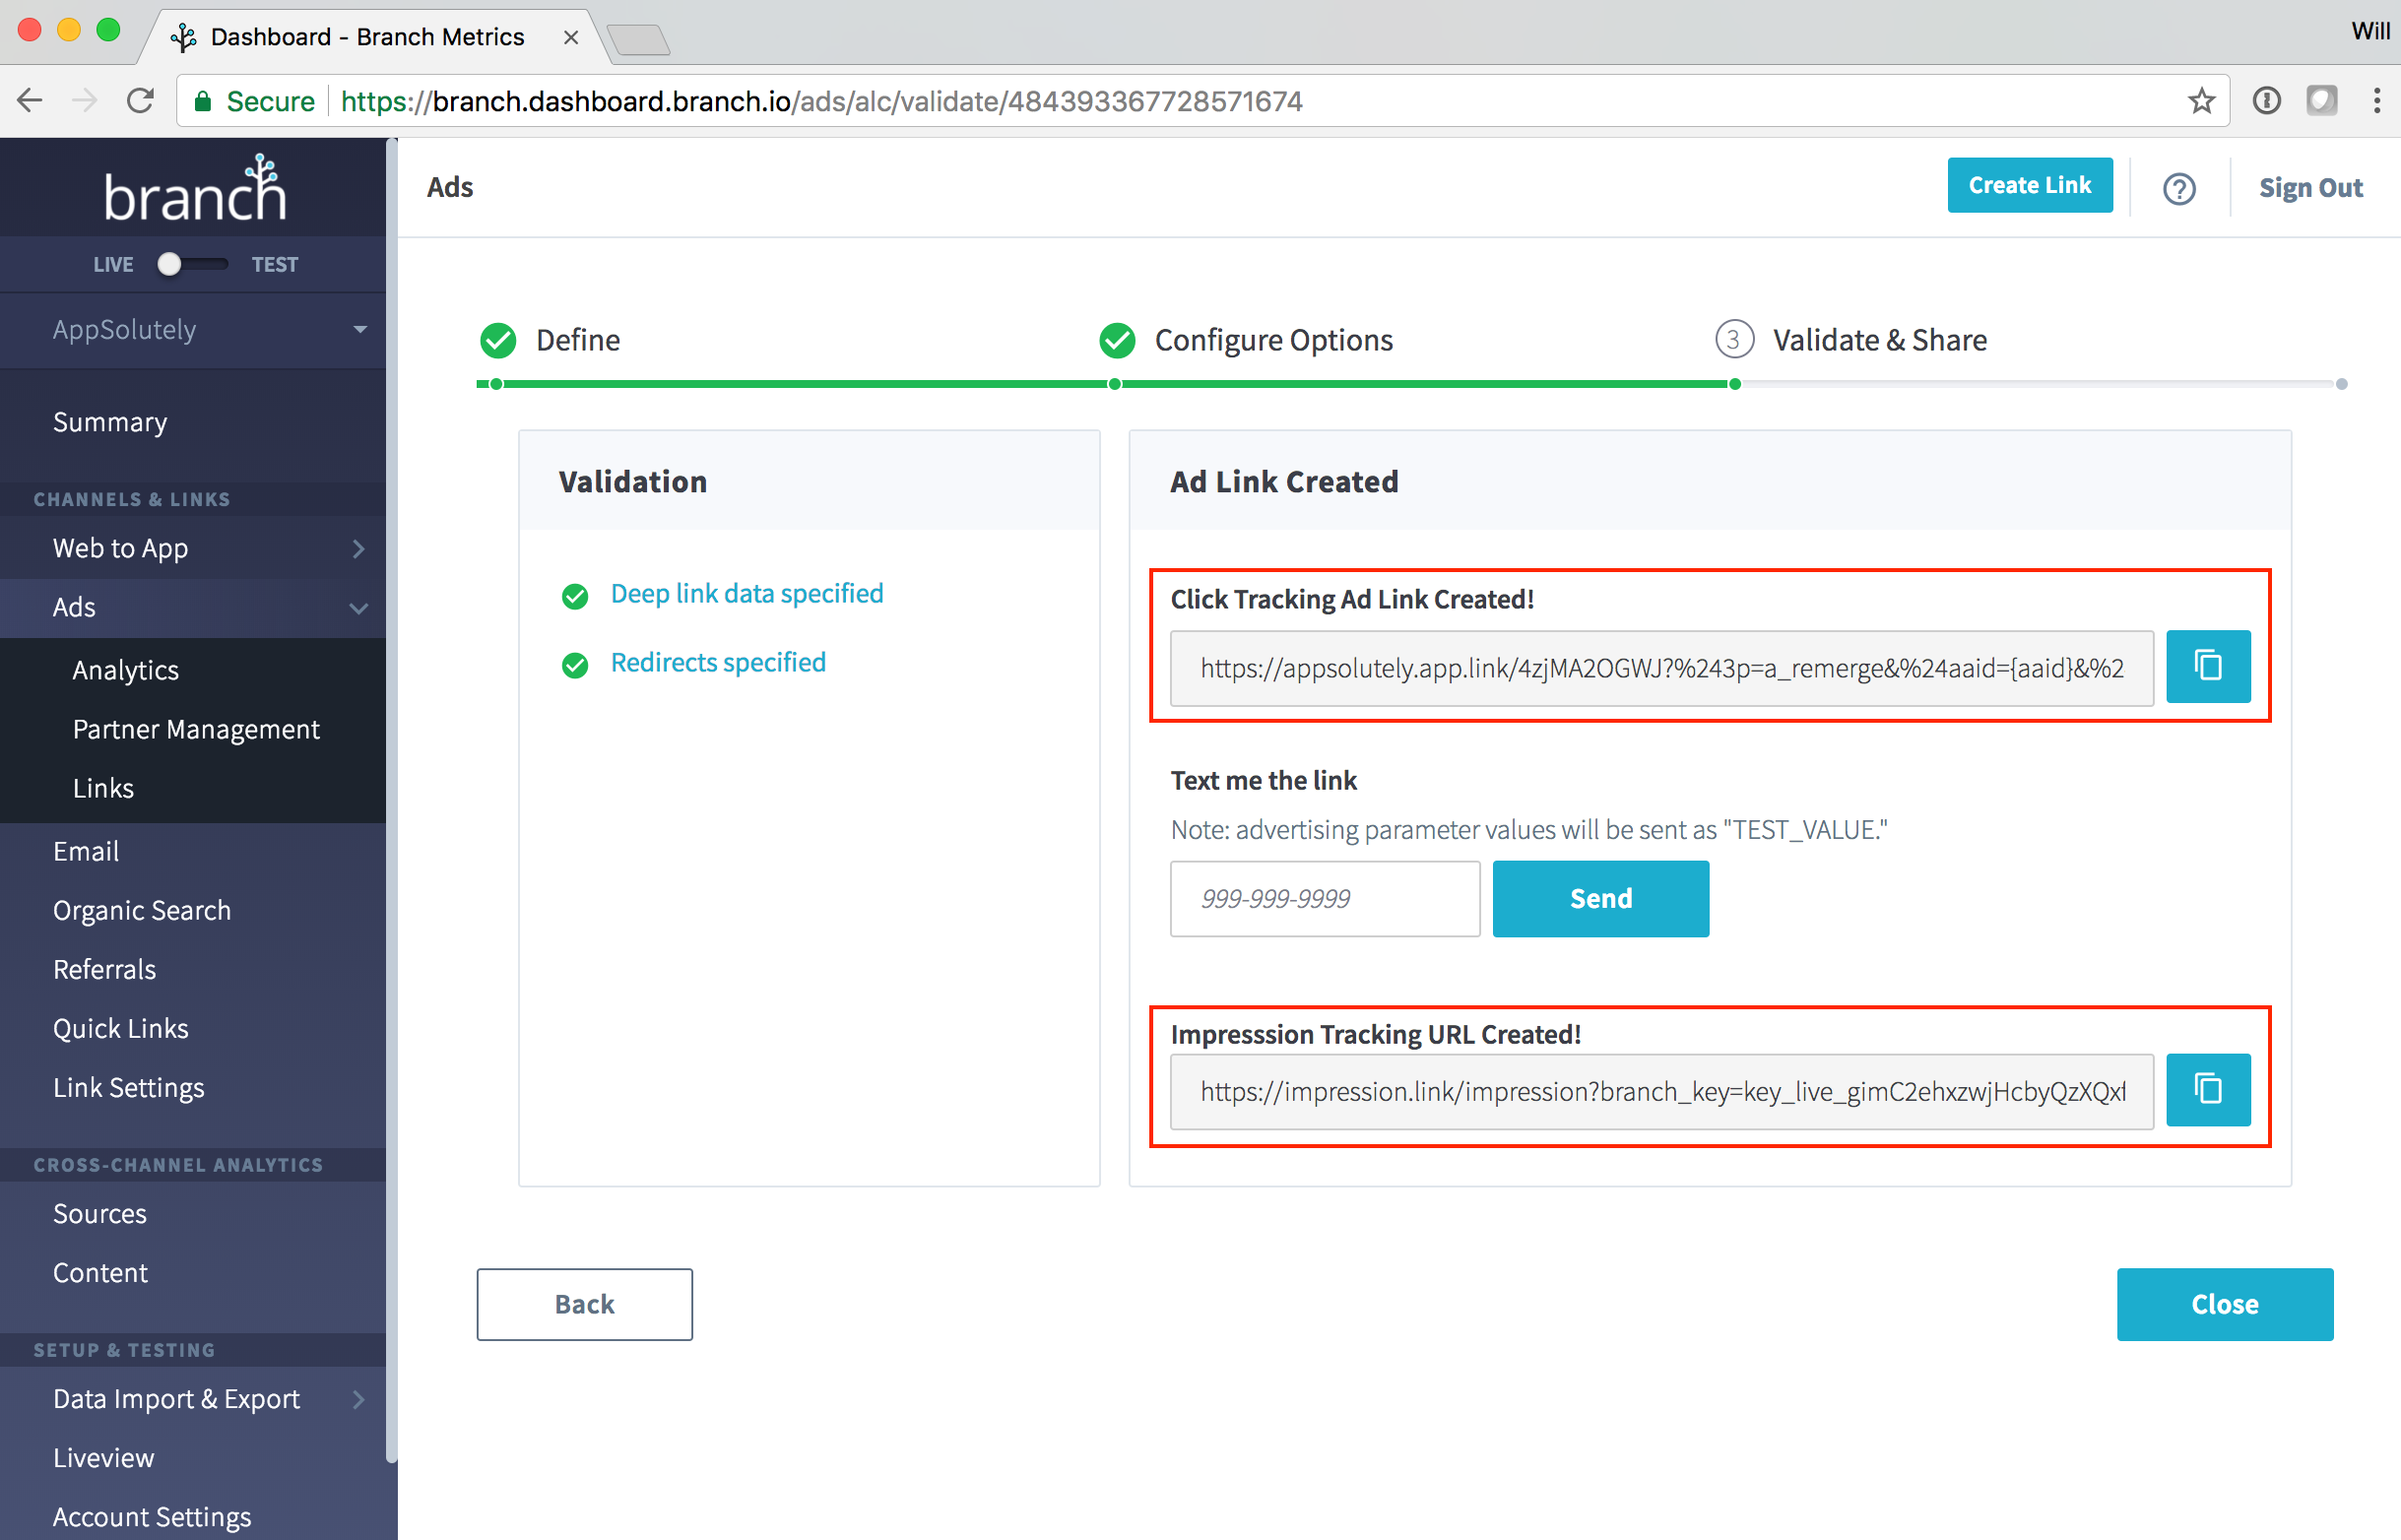 Dashboard - Branch Metrics
Will
Secure https://branch.dashboard.branch.io/ads/alc/validate/484393367728571674
branch
LIVE TEST
AppSolutely
Summary
CHANNELS & LINKS
Web to App
Ads
Analytics
Partner Management
Links
Email
Organic Search
Referrals
Quick Links
Link Settings
CROSS-CHANNEL ANALYTICS
Sources
Content
SETUP & TESTING
Data Import & Export
Liveview
Account Settings
Ads
Create Link
Sign Out
Define
Configure Options
3 Validate & Share
Validation
Deep link data specified
Redirects specified
Ad Link Created
Click Tracking Ad Link Created!
https://appsolutely.app.link/4zjMA2OGWJ?%243p=a_remerge&%24aaid={aaid}&%2
Text me the link
Note: advertising parameter values will be sent as "TEST_VALUE."
999-999-9999
Send
Impresssion Tracking URL Created!
https://impression.link/impression?branch_key=key_live_gimC2ehxzwjHcbyQzXQxf
Back
Close